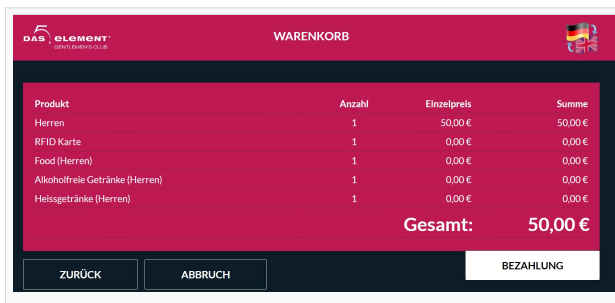 DAS 5 ELEMENT
GENTLEMEN'S CLUB
WARENKORB
Produkt Anzahl Einzelpreis Summe
Herren 1 50,00 € 50,00 €
RFID Karte 1 0,00 € 0,00 €
Food (Herren) 1 0,00 € 0,00 €
Alkoholfreie Getränke (Herren) 1 0,00 € 0,00 €
Heissgetränke (Herren) 1 0,00 € 0,00 €
Gesamt: 50,00 €
ZURÜCK ABBRUCH BEZAHLUNG